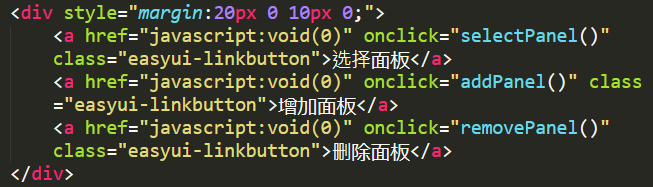 <div style="margin:20px 0 10px 0;">
<a href="javascript:void(0)" onclick="selectPanel()"
class="easyui-linkbutton">选择面板</a>
<a href="javascript:void(0)" onclick="addPanel()" class
="easyui-linkbutton">增加面板</a>
<a href="javascript:void(0)" onclick="removePanel()"
class="easyui-linkbutton">删除面板</a>
</div>